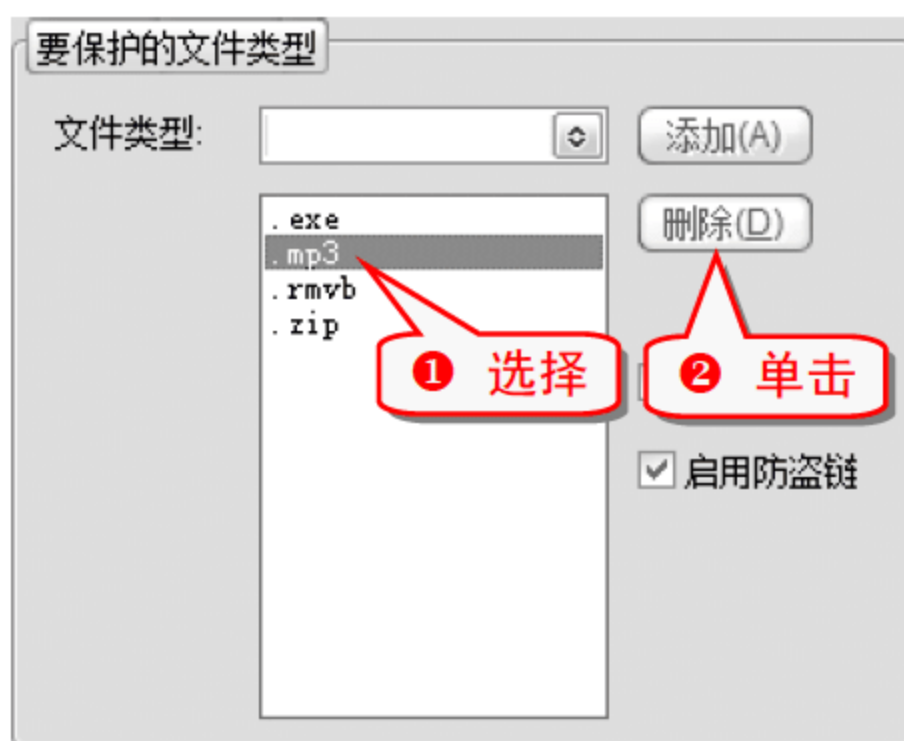 要保护的文件类型
文件类型:
添加(A)
.exe
删除(D)
.mp3
.rmvb
.zip
❶ 选择
❷ 单击
启用防盗链